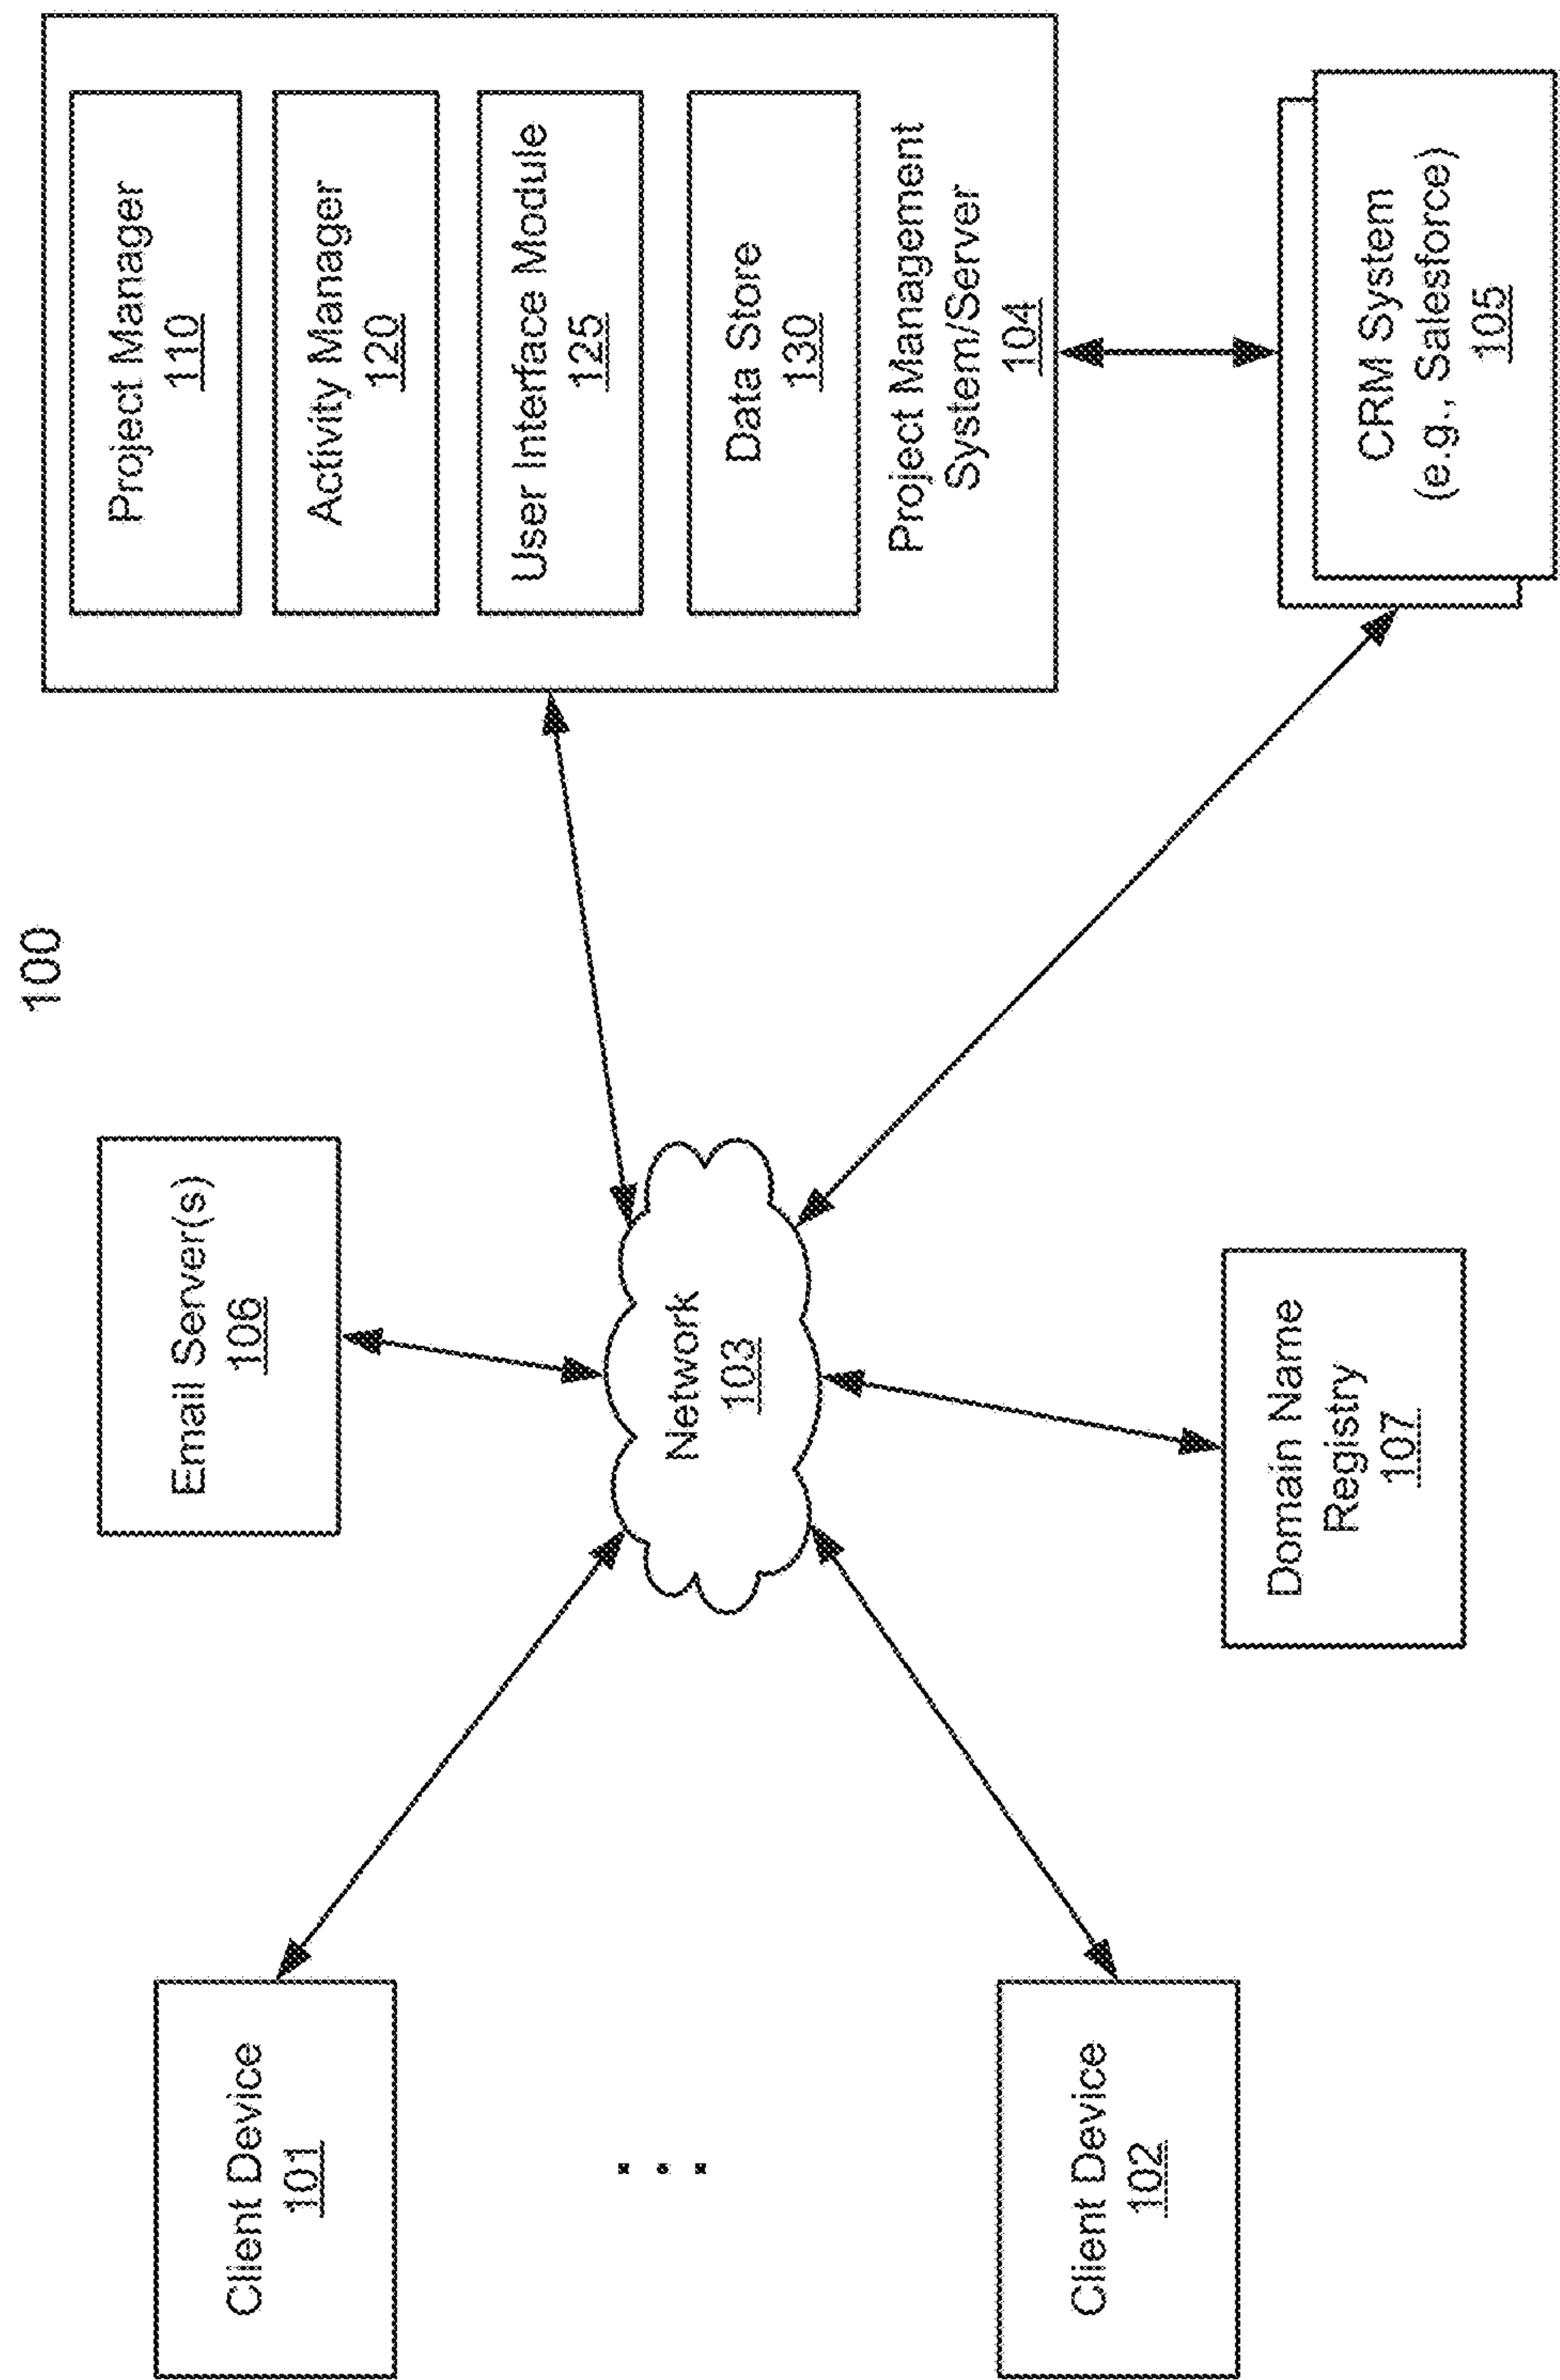 100
Client Device
101
...
Client Device
102
Email Server(s)
106
Network
103
Domain Name
Registry
107
Project Manager
110
Activity Manager
120
User Interface Module
125
Data Store
130
Project Management
System/Server
104
CRM System
(e.g., Salesforce)
105